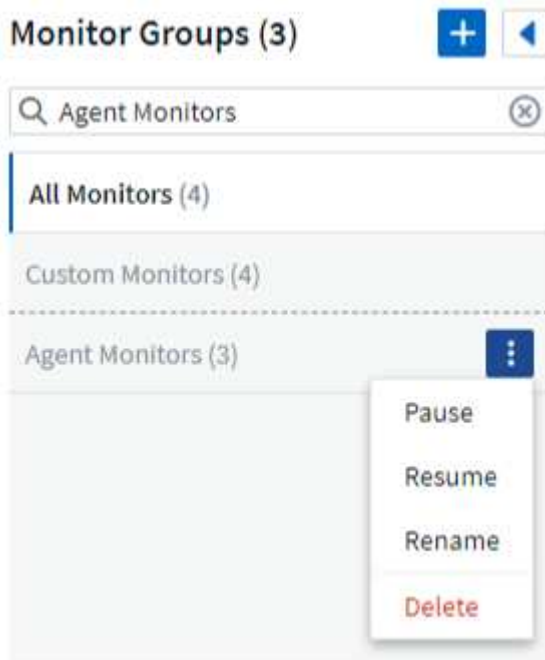 Monitor Groups (3)
Agent Monitors
All Monitors (4)
Custom Monitors (4)
Agent Monitors (3)
Pause
Resume
Rename
Delete